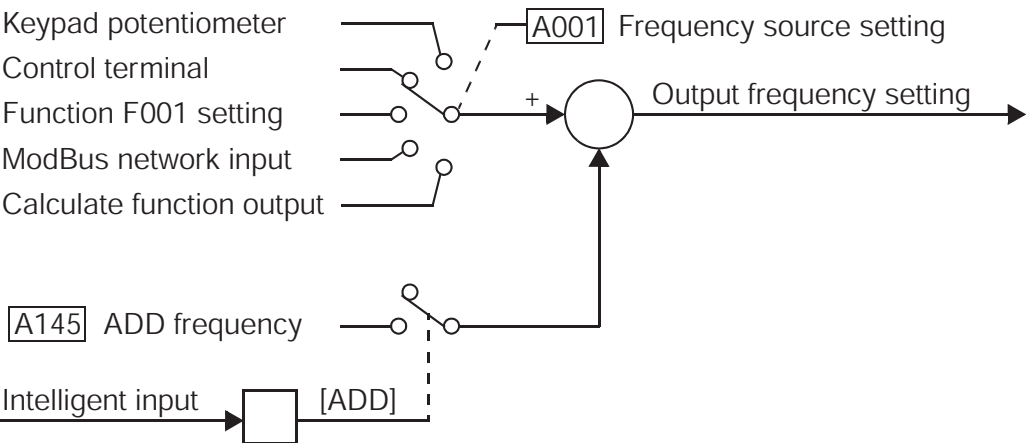 Keypad potentiometer
A001 Frequency source setting
Control terminal
Function F001 setting
+
Output frequency setting
ModBus network input
Calculate function output
A145 ADD frequency
Intelligent input
[ADD]